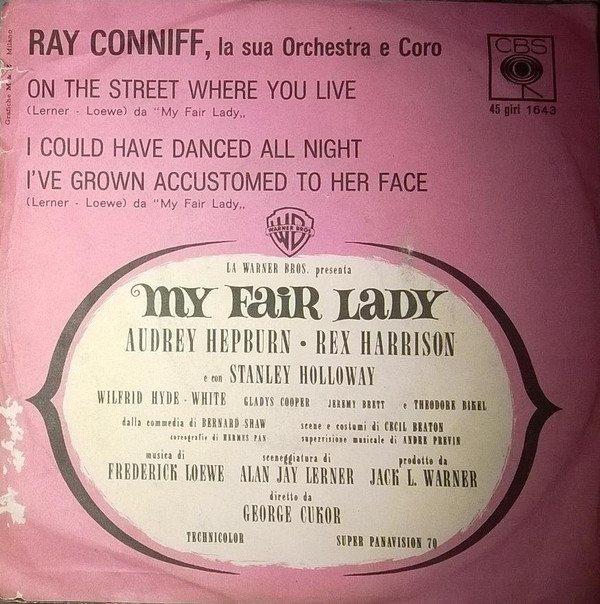 Grafiche Milano
RAY CONNIFF, la sua Orchestra e Coro
CBS
45 giri 1643
ON THE STREET WHERE YOU LIVE
(Lerner - Loewe) da "My Fair Lady„
I COULD HAVE DANCED ALL NIGHT
I'VE GROWN ACCUSTOMED TO HER FACE
(Lerner - Loewe) da "My Fair Lady„
WB
WARNER BROS.
LA WARNER BROS. presenta
MY FAIR LADY
AUDREY HEPBURN • REX HARRISON
e con STANLEY HOLLOWAY
WILFRID HYDE - WHITE GLADYS COOPER JEREMY BRETT e THEODORE BIKEL
dalla commedia di BERNARD SHAW scene e costumi di CECIL BEATON
coreografie di HERMES PAN supervisione musicale di ANDRE PREVIN
musica di sceneggiatura di prodotto da
FREDERICK LOEWE ALAN JAY LERNER JACK L. WARNER
diretto da
GEORGE CUKOR
TECHNICOLOR SUPER PANAVISION 70